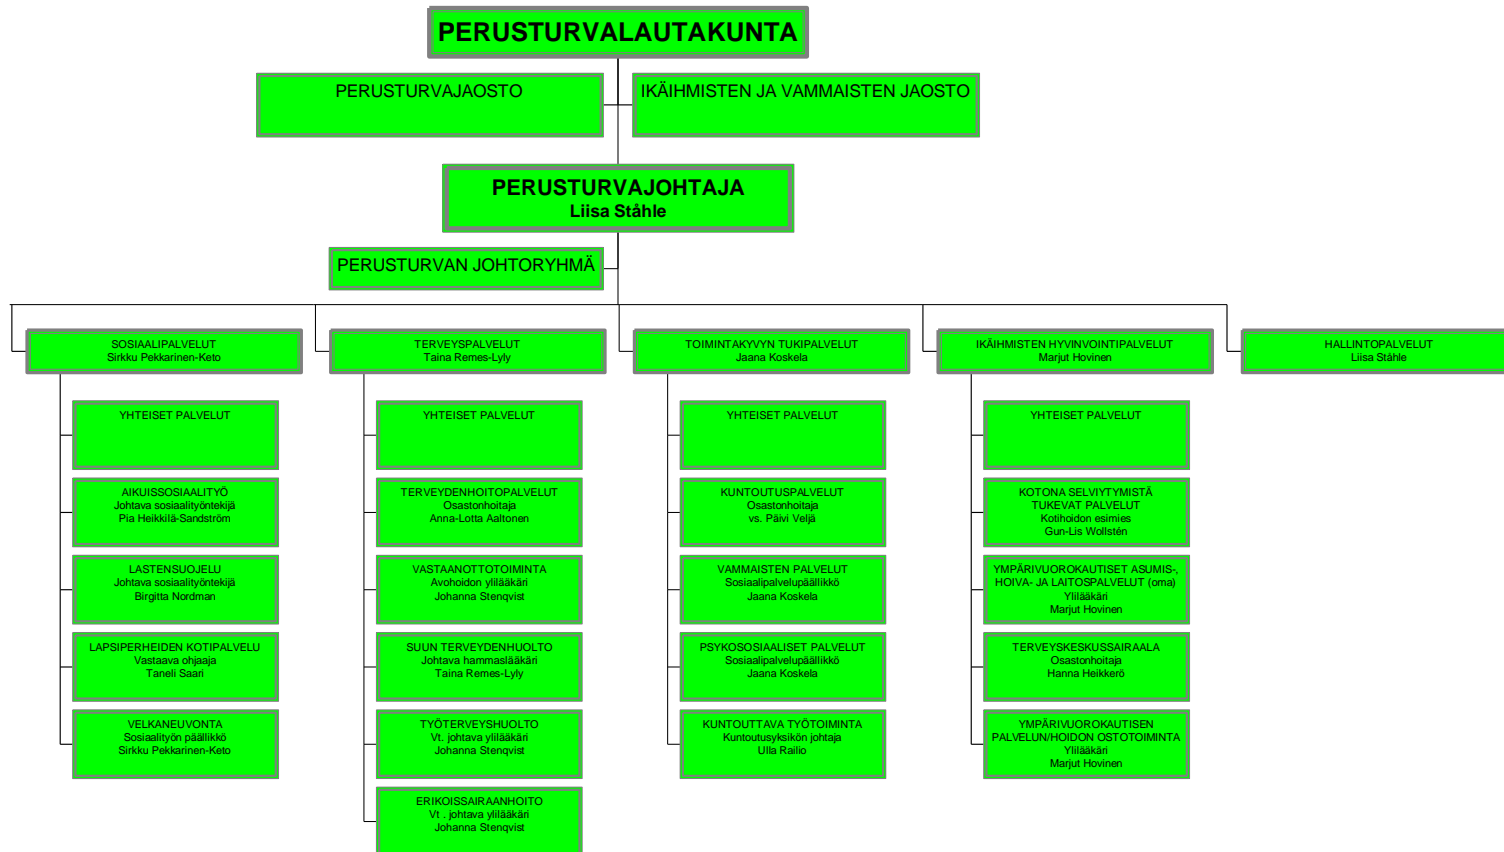 PERUSTURVALAUTAKUNTA
PERUSTURVAJAOSTO
IKÄIHMISTEN JA VAMMAISTEN JAOSTO
PERUSTURVAJOHTAJA
Liisa Ståhle
PERUSTURVAN JOHTORYHMÄ
SOSIAALIPALVELUT
Sirkku Pekkarinen-Keto
TERVEYSPALVELUT
Taina Remes-Lyly
TOIMINTAKYVYN TUKIPALVELUT
Jaana Koskela
IKÄIHMISTEN HYVINVOINTIPALVELUT
Marjut Hovinen
HALLINTOPALVELUT
Liisa Ståhle
YHTEISET PALVELUT
AIKUISSOSIAALITYÖ
Johtava sosiaalityöntekijä
Pia Heikkilä-Sandström
LASTENSUOJELU
Johtava sosiaalityöntekijä
Birgitta Nordman
LAPSIPERHEIDEN KOTIPALVELU
Vastaava ohjaaja
Taneli Saari
VELKANEUVONTA
Sosiaalityön päällikkö
Sirkku Pekkarinen-Keto
YHTEISET PALVELUT
TERVEYDENHOITOPALVELUT
Osastonhoitaja
Anna-Lotta Aaltonen
VASTAANOTTOTOIMINTA
Avohoidon ylilääkäri
Johanna Stenqvist
SUUN TERVEYDENHUOLTO
Johtava hammaslääkäri
Taina Remes-Lyly
TYÖTERVEYSHUOLTO
Vt. johtava ylilääkäri
Johanna Stenqvist
ERIKOISSAIRAANHOITO
Vt . johtava ylilääkäri
Johanna Stenqvist
YHTEISET PALVELUT
KUNTOUTUSPALVELUT
Osastonhoitaja
vs. Päivi Veljä
VAMMAISTEN PALVELUT
Sosiaalipalvelupäällikkö
Jaana Koskela
PSYKOSOSIAALISET PALVELUT
Sosiaalipalvelupäällikkö
Jaana Koskela
KUNTOUTTAVA TYÖTOIMINTA
Kuntoutusyksikön johtaja
Ulla Railio
YHTEISET PALVELUT
KOTONA SELVIYTYMISTÄ
TUKEVAT PALVELUT
Kotihoidon esimies
Gun-Lis Wollstén
YMPÄRIVUOROKAUTISET ASUMIS-,
HOIVA- JA LAITOSPALVELUT (oma)
Ylilääkäri
Marjut Hovinen
TERVEYSKESKUSSAIRAALA
Osastonhoitaja
Hanna Heikkerö
YMPÄRIVUOROKAUTISEN
PALVELUN/HOIDON OSTOTOIMINTA
Ylilääkäri
Marjut Hovinen